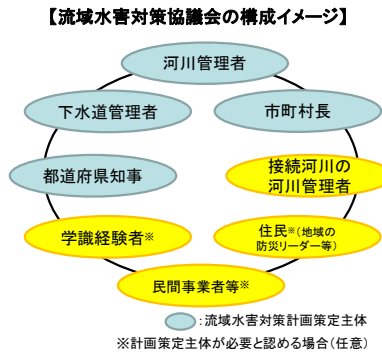 【流域水害対策協議会の構成イメージ】
河川管理者
下水道管理者
市町村長
都道府県知事
接続河川の
河川管理者
学識経験者※
住民※(地域の
防災リーダー等)
民間事業者等※
:流域水害対策計画策定主体
※計画策定主体が必要と認める場合(任意)